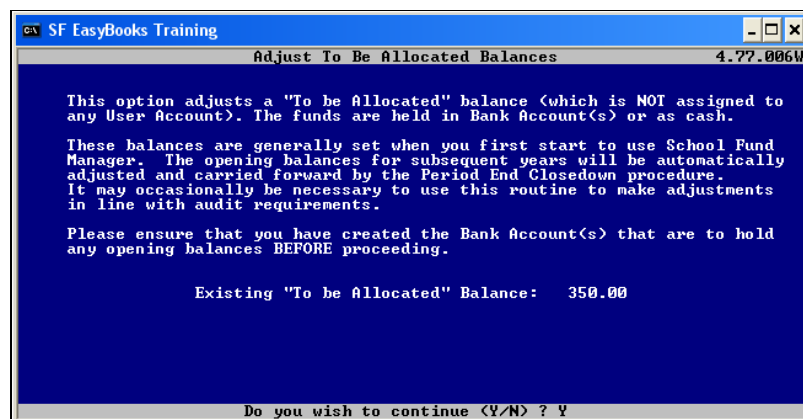 SF EasyBooks Training
Adjust To Be Allocated Balances 4.77.006W
This option adjusts a "To be Allocated" balance (which is NOT assigned to
any User Account). The funds are held in Bank Account(s) or as cash.
These balances are generally set when you first start to use School Fund
Manager. The opening balances for subsequent years will be automatically
adjusted and carried forward by the Period End Closedown procedure.
It may occasionally be necessary to use this routine to make adjustments
in line with audit requirements.
Please ensure that you have created the Bank Account(s) that are to hold
any opening balances BEFORE proceeding.
Existing "To be Allocated" Balance: 350.00
Do you wish to continue (Y/N) ? Y